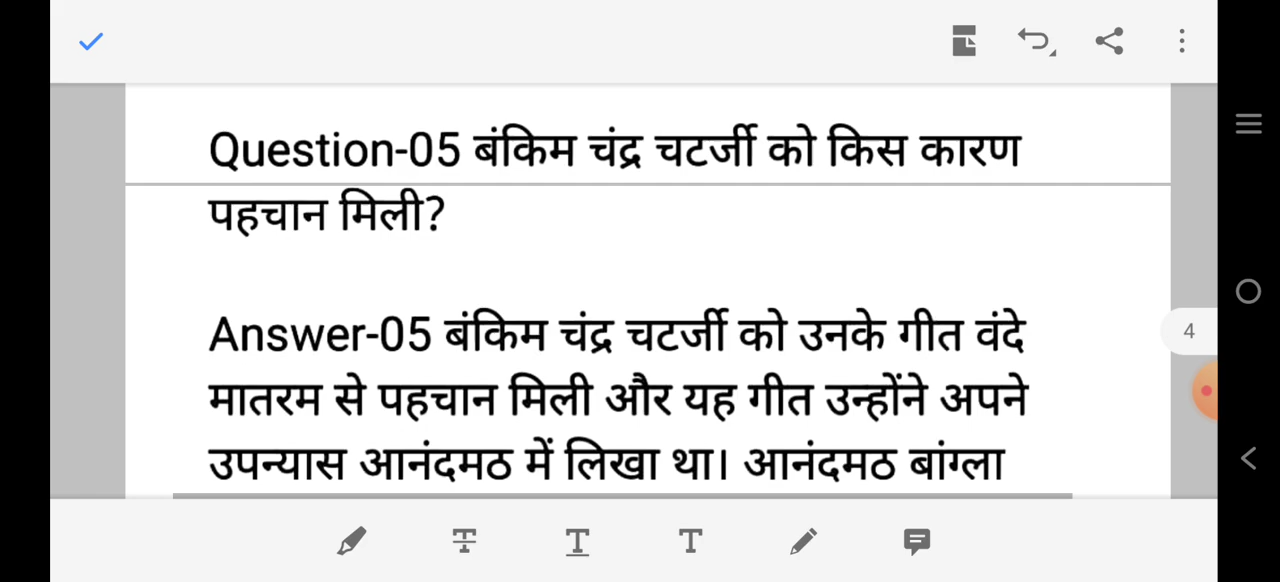 Question-05 बंकिम चंद्र चटर्जी को किस कारण
पहचान मिली?
Answer-05 बंकिम चंद्र चटर्जी को उनके गीत वंदे
मातरम से पहचान मिली और यह गीत उन्होंने अपने
4
उपन्यास आनंदमठ में लिखा था। आनंदमठ बांग्ला